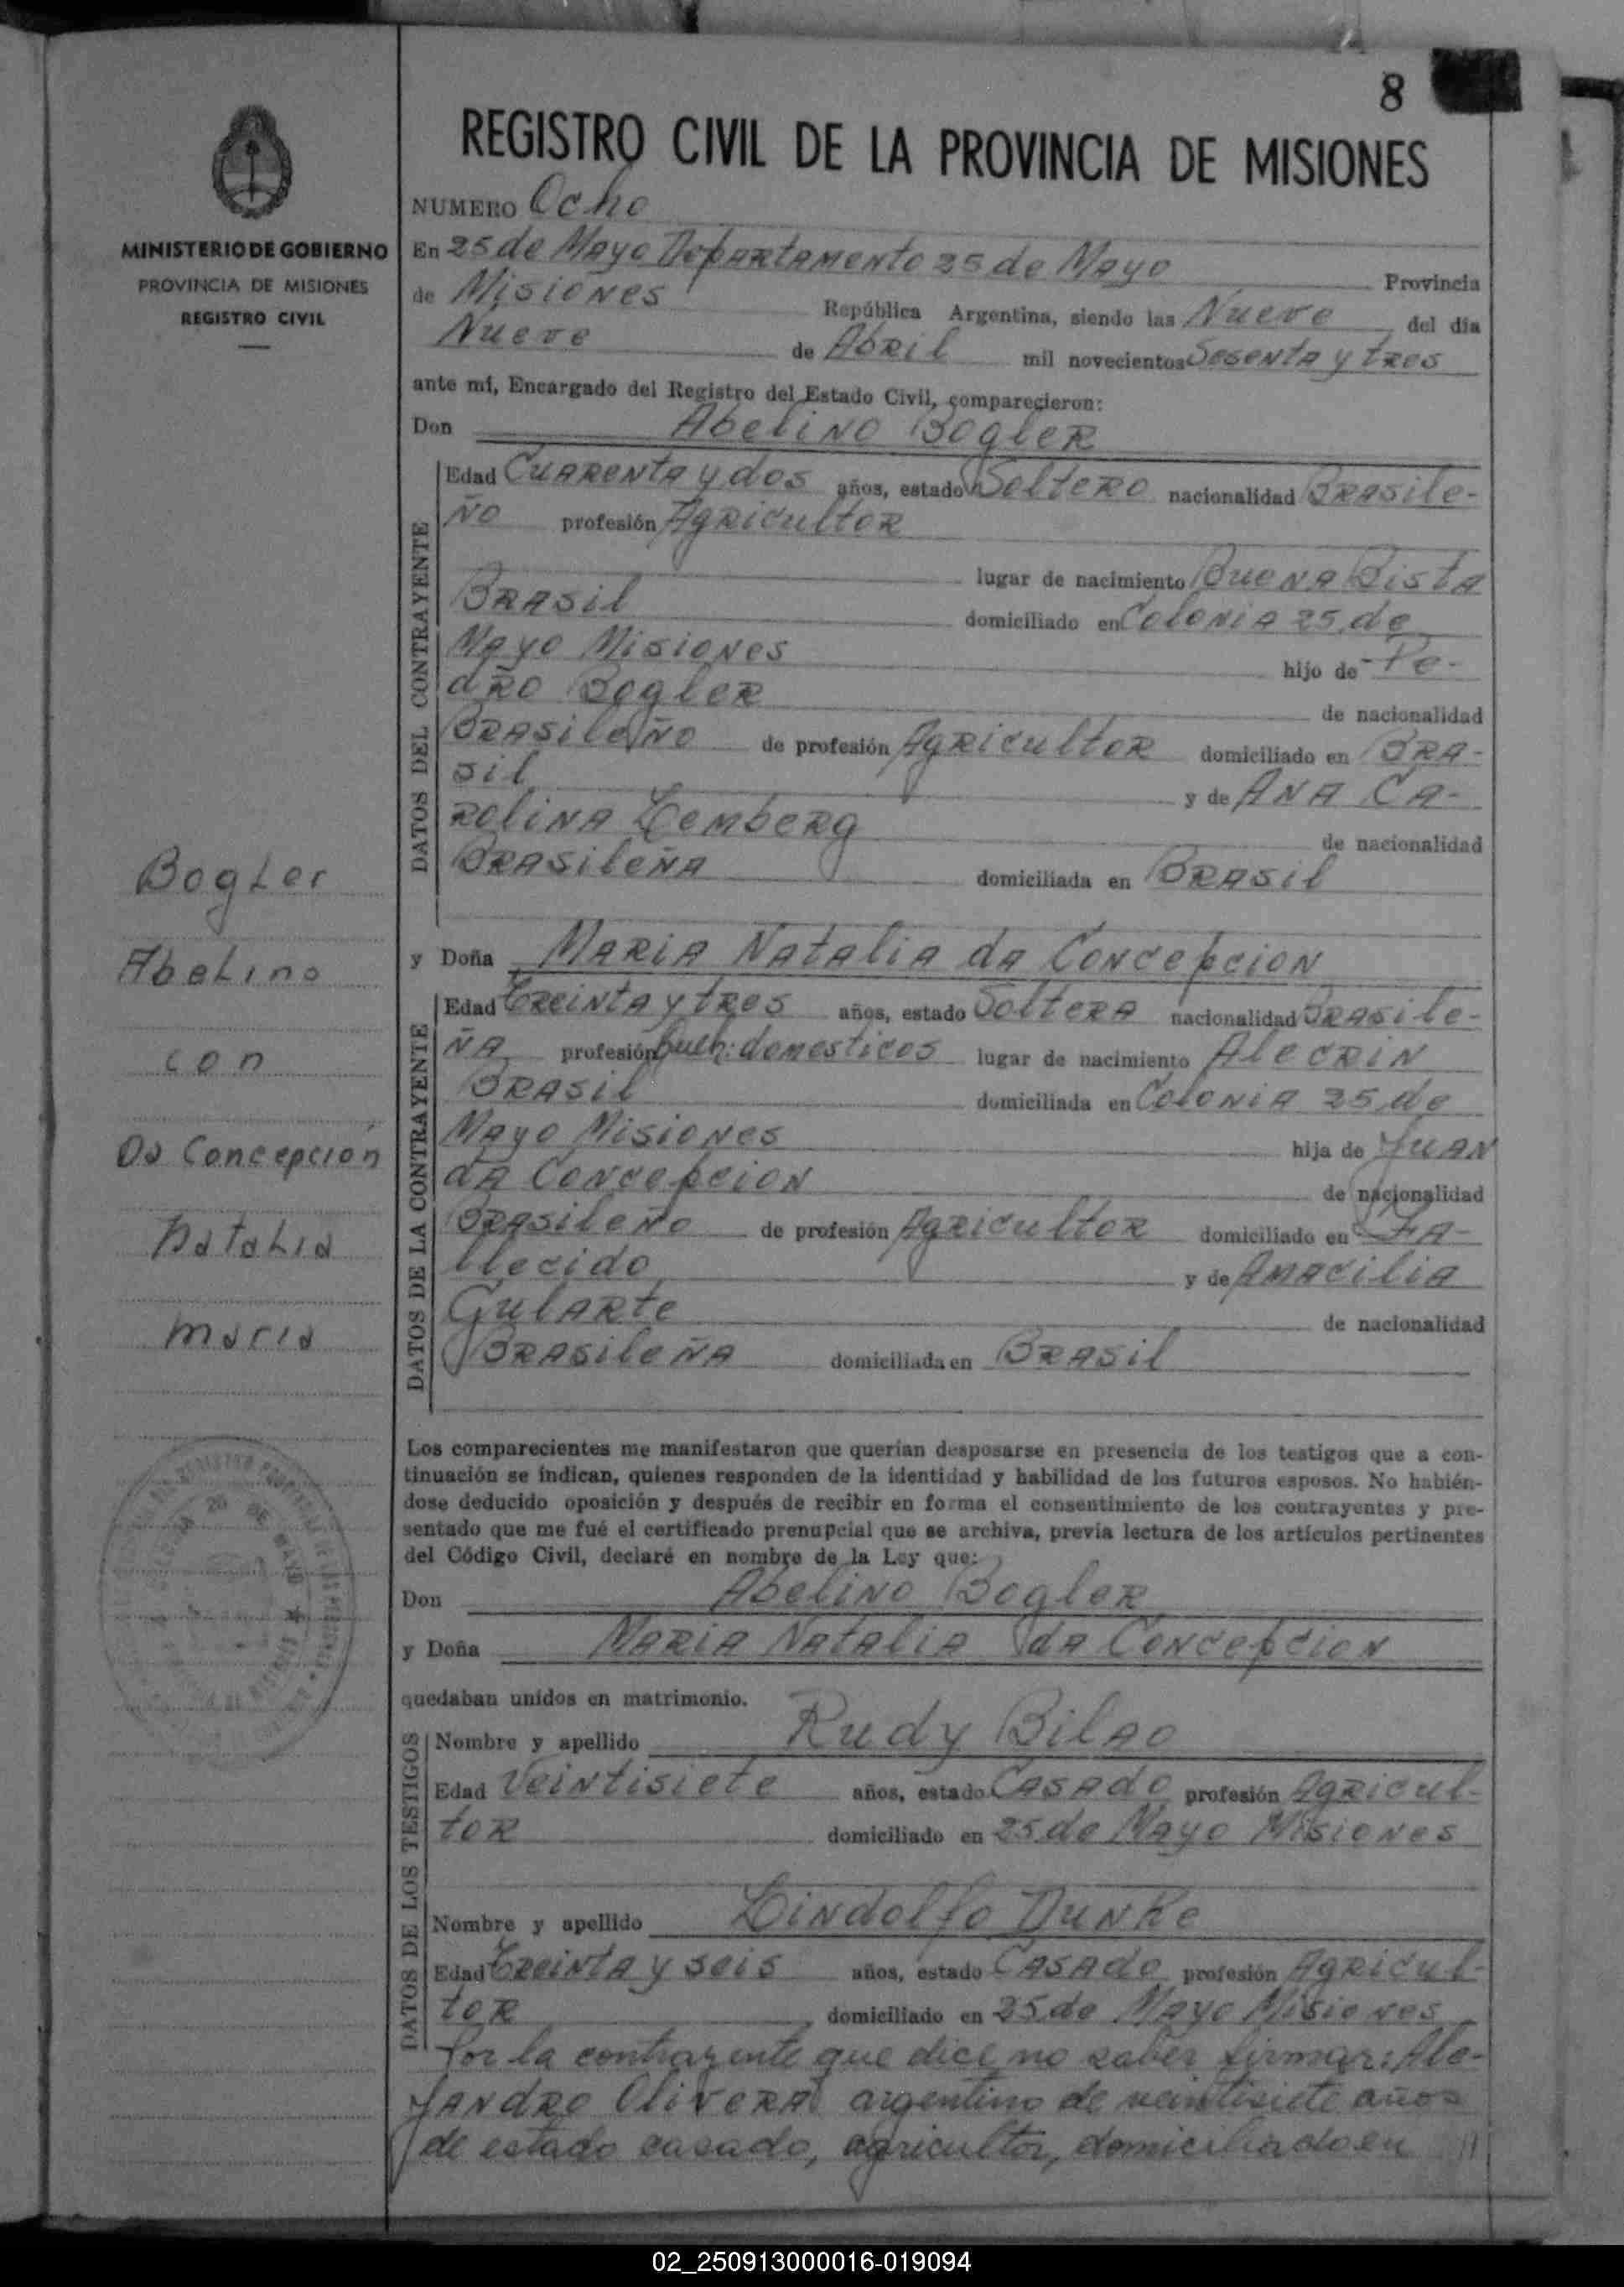 8
REGISTRO CIVIL DE LA PROVINCIA DE MISIONES
MINISTERIO DE GOBIERNO
PROVINCIA DE MISIONES
REGISTRO CIVIL
NUMERO Ocho
En 25 de Mayo Departamento 25 de Mayo Provincia
de Misiones República Argentina, siendo las Nueve del día
Nueve de Abril mil novecientos Sesenta y tres
ante mí, Encargado del Registro del Estado Civil, comparecieron:
Don Abelino Bogler
DATOS DEL CONTRAYENTE
Edad Cuarenta y dos años, estado Soltero nacionalidad Brasile-
ño profesión Agricultor
lugar de nacimiento Buena Bista
Brasil domiciliado en Colonia 25 de
Mayo Misiones hijo de Pe-
dro Bogler de nacionalidad
Brasileño de profesión Agricultor domiciliado en Bra-
sil y de Ana Ca-
rolina Lemberg de nacionalidad
Brasileña domiciliada en Brasil
Bogler
Abelino
con
Da Concepción
Natalia
Maria
y Doña Maria Natalia da Concepcion
DATOS DE LA CONTRAYENTE
Edad Treinta y tres años, estado Soltera nacionalidad Brasile-
ña profesión domesticos lugar de nacimiento Alecrin
Brasil domiciliada en Colonia 25 de
Mayo Misiones hija de Juan
da Concepcion de nacionalidad
Brasileño de profesión Agricultor domiciliado en Fa-
llecido y de Amacilia
Gularte de nacionalidad
Brasileña domiciliada en Brasil
Los comparecientes me manifestaron que querían desposarse en presencia de los testigos que a con-
tinuación se indican, quienes responden de la identidad y habilidad de los futuros esposos. No habién-
dose deducido oposición y después de recibir en forma el consentimiento de los contrayentes y pre-
sentado que me fué el certificado prenupcial que se archiva, previa lectura de los artículos pertinentes
del Código Civil, declaré en nombre de la Ley que:
Don Abelino Bogler
y Doña Maria Natalia da Concepcion
quedaban unidos en matrimonio.
DATOS DE LOS TESTIGOS
Nombre y apellido Rudy Bilao
Edad Veintisiete años, estado Casado profesión Agricul-
tor domiciliado en 25 de Mayo Misiones
Nombre y apellido Lindolfo Dunke
Edad Treinta y seis años, estado Casado profesión Agricul-
tor domiciliado en 25 de Mayo Misiones
Por la contrayente que dice no saber firmar: Ale-
jandro Olivera argentino de veintisiete años
de estado casado, agricultor, domiciliado en
02_250913000016-019094